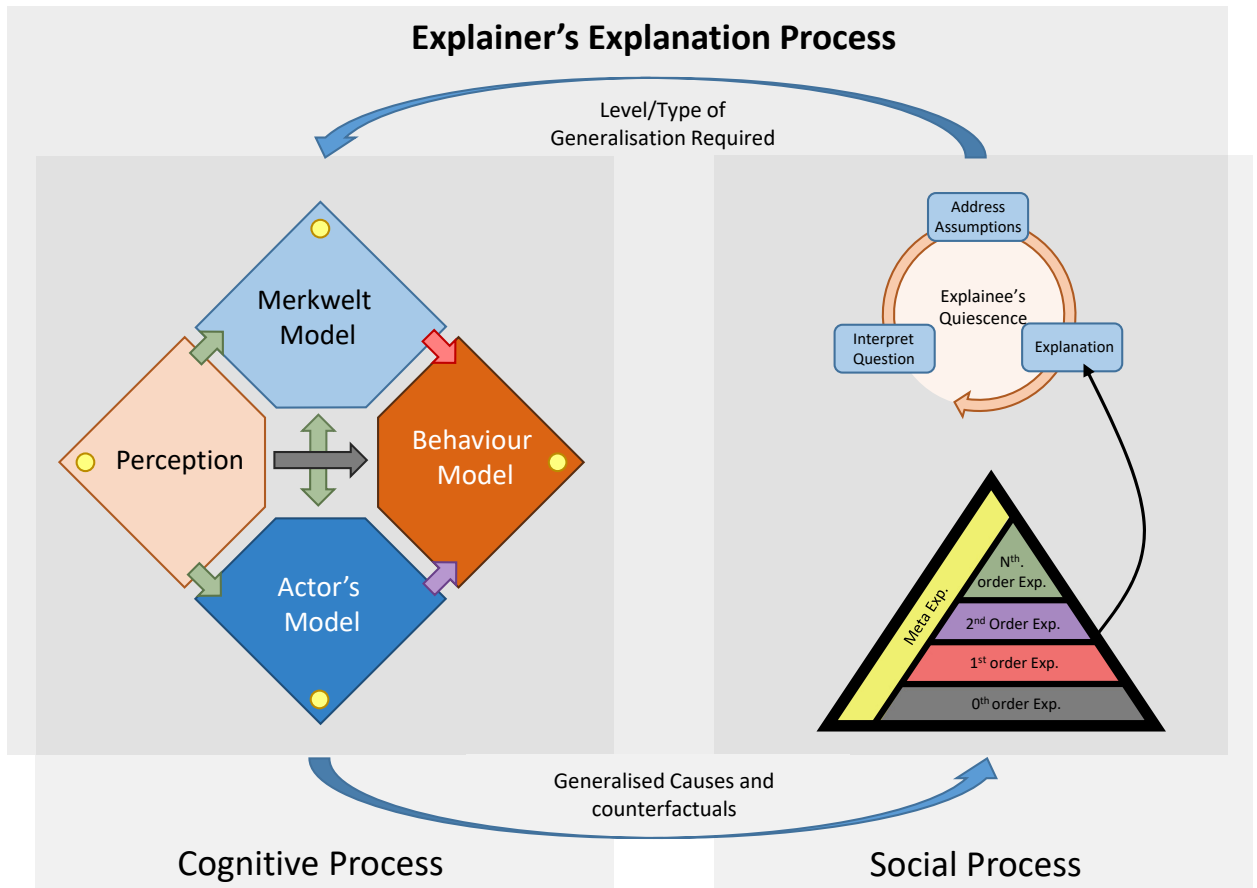 Explainer’s Explanation Process
Level/Type of
Generalisation Required
Merkwelt
Model
Perception
Behaviour
Model
Actor’s
Model
Address
Assumptions
Explainee’s
Quiescence
Interpret
Question
Explanation
Meta Exp.
Nth.
order Exp.
2nd Order Exp.
1st order Exp.
0th order Exp.
Generalised Causes and
counterfactuals
Cognitive Process
Social Process